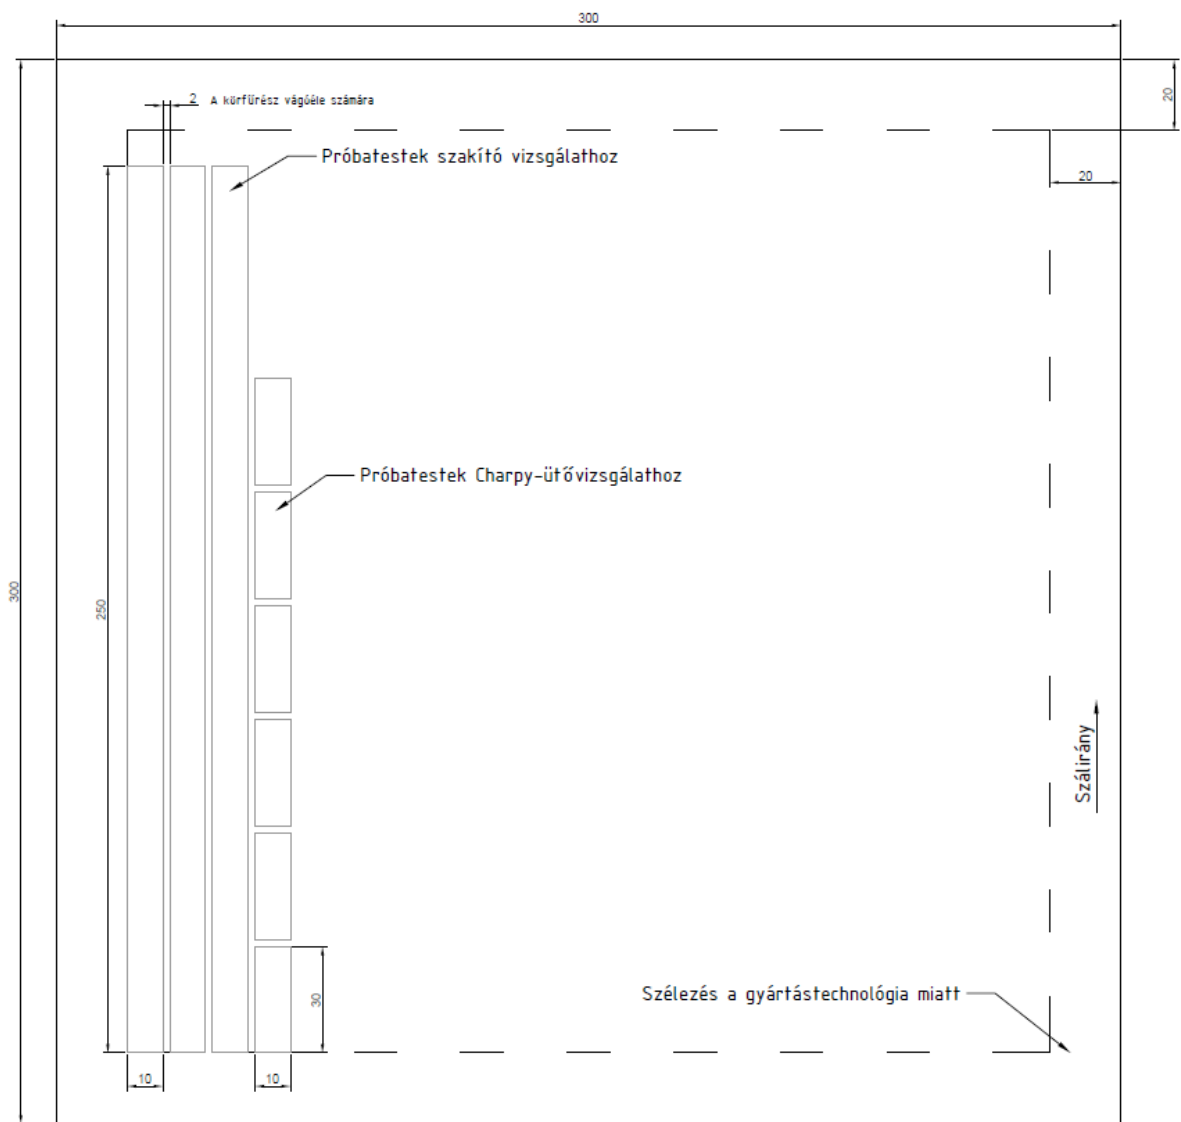 300
2 A körfűrész vágóéle számára
20
Próbatestek szakító vizsgálathoz
20
Próbatestek Charpy-ütővizsgálathoz
300
250
Szálirány
Szélezés a gyártástechnológia miatt
30
10
10